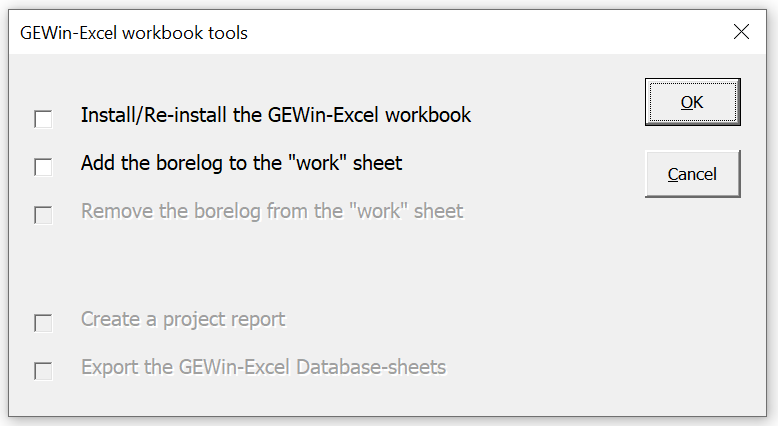 GEWin-Excel workbook tools
Install/Re-install the GEWin-Excel workbook
OK
Add the borelog to the "work" sheet
Cancel
Remove the borelog from the "work" sheet
Create a project report
Export the GEWin-Excel Database-sheets